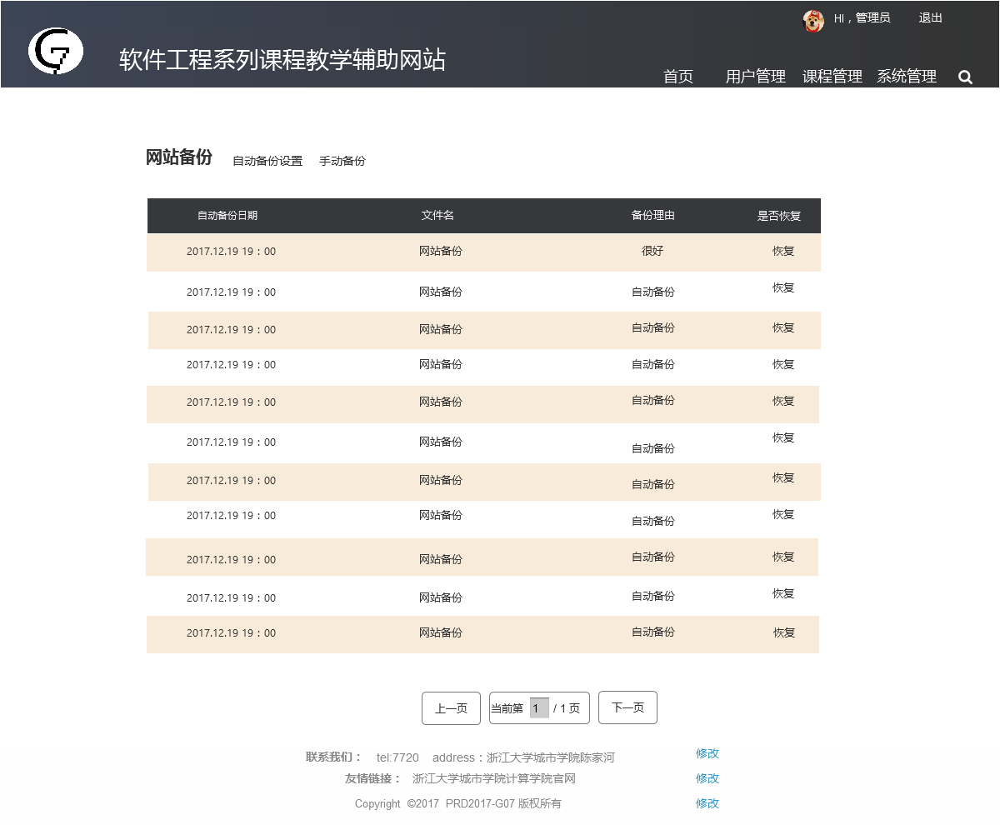 HI，管理员 退出
软件工程系列课程教学辅助网站
首页 用户管理 课程管理 系统管理
网站备份 自动备份设置 手动备份
自动备份日期 文件名 备份理由 是否恢复
2017.12.19 19：00 网站备份 很好 恢复
2017.12.19 19：00 网站备份 自动备份 恢复
2017.12.19 19：00 网站备份 自动备份 恢复
2017.12.19 19：00 网站备份 自动备份 恢复
2017.12.19 19：00 网站备份 自动备份 恢复
2017.12.19 19：00 网站备份 自动备份 恢复
2017.12.19 19：00 网站备份 自动备份 恢复
2017.12.19 19：00 网站备份 自动备份 恢复
2017.12.19 19：00 网站备份 自动备份 恢复
2017.12.19 19：00 网站备份 自动备份 恢复
2017.12.19 19：00 网站备份 自动备份 恢复
上一页 当前第 1 / 1 页 下一页
联系我们： tel:7720 address：浙江大学城市学院陈家河 修改
友情链接： 浙江大学城市学院计算学院官网 修改
Copyright ©2017 PRD2017-G07 版权所有 修改